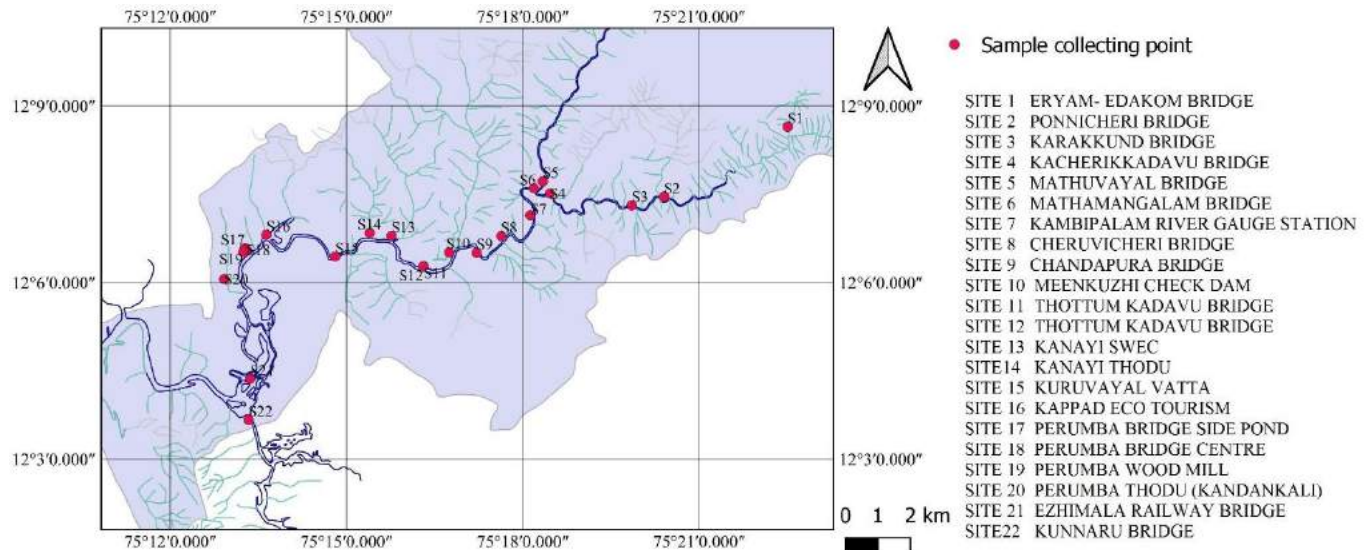 75°12'0.000" 75°15'0.000" 75°18'0.000" 75°21'0.000"
Sample collecting point
12°9'0.000" 12°9'0.000"
S1
S5
S6
S4
S2
S3
S7
S8
S14 S13
S16
S17
S18
S15
S10 S9
S19
S12
S11
S20
12°6'0.000" 12°6'0.000"
S22
12°3'0.000" 12°3'0.000"
75°12'0.000" 75°15'0.000" 75°18'0.000" 75°21'0.000"
0 1 2 km
SITE 1 ERYAM- EDAKOM BRIDGE
SITE 2 PONNICHERI BRIDGE
SITE 3 KARAKKUND BRIDGE
SITE 4 KACHERIKKADAVU BRIDGE
SITE 5 MATHUVAYAL BRIDGE
SITE 6 MATHAMANGALAM BRIDGE
SITE 7 KAMBIPALAM RIVER GAUGE STATION
SITE 8 CHERUVICHERI BRIDGE
SITE 9 CHANDAPURA BRIDGE
SITE 10 MEENKUZHI CHECK DAM
SITE 11 THOTTUM KADAVU BRIDGE
SITE 12 THOTTUM KADAVU BRIDGE
SITE 13 KANAYI SWEC
SITE14 KANAYI THODU
SITE 15 KURUVAYAL VATTA
SITE 16 KAPPAD ECO TOURISM
SITE 17 PERUMBA BRIDGE SIDE POND
SITE 18 PERUMBA BRIDGE CENTRE
SITE 19 PERUMBA WOOD MILL
SITE 20 PERUMBA THODU (KANDANKALI)
SITE 21 EZHIMALA RAILWAY BRIDGE
SITE22 KUNNARU BRIDGE